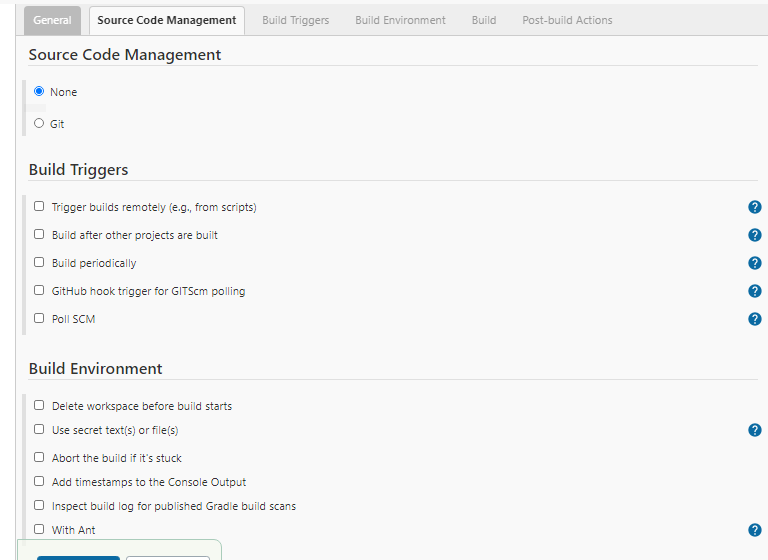 General
Source Code Management
Build Triggers
Build Environment
Build
Post-build Actions
Source Code Management
None
Git
Build Triggers
Trigger builds remotely (e.g., from scripts)
?
Build after other projects are built
?
Build periodically
?
GitHub hook trigger for GITScm polling
?
Poll SCM
?
Build Environment
Delete workspace before build starts
Use secret text(s) or file(s)
?
Abort the build if it's stuck
Add timestamps to the Console Output
Inspect build log for published Gradle build scans
With Ant
?